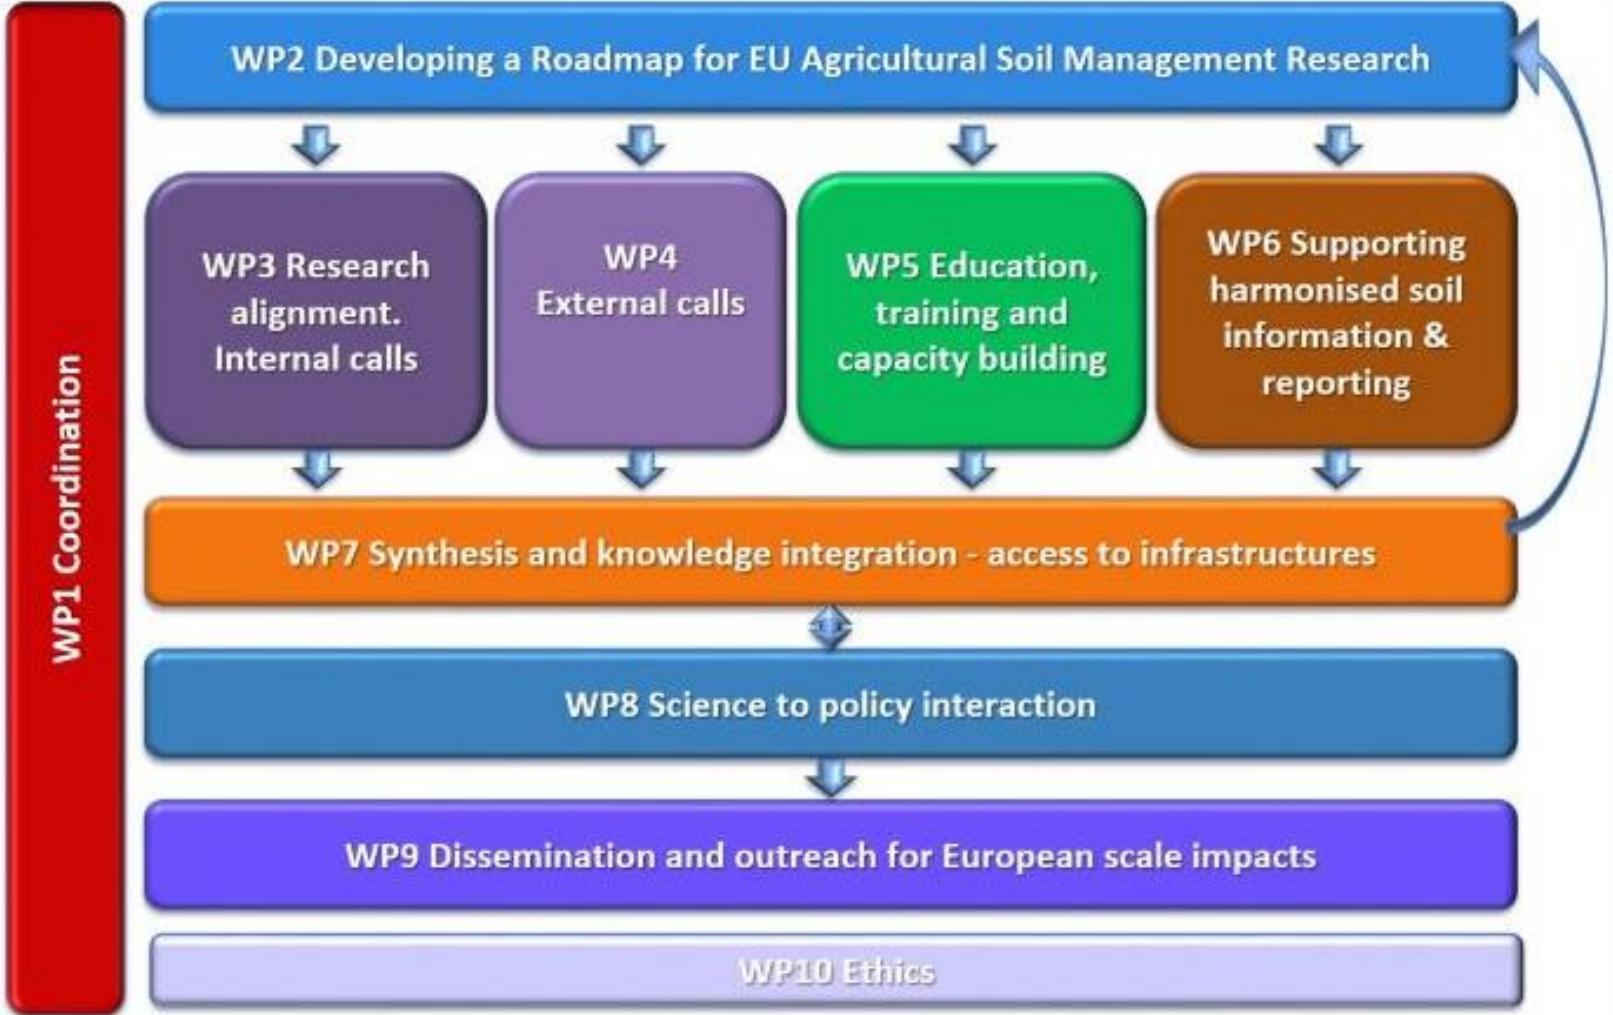 WP1 Coordination
WP2 Developing a Roadmap for EU Agricultural Soil Management Research
WP3 Research
alignment.
Internal calls
WP4
External calls
WP5 Education,
training and
capacity building
WP6 Supporting
harmonised soil
information &
reporting
WP7 Synthesis and knowledge integration - access to infrastructures
WP8 Science to policy interaction
WP9 Dissemination and outreach for European scale impacts
WP10 Ethics